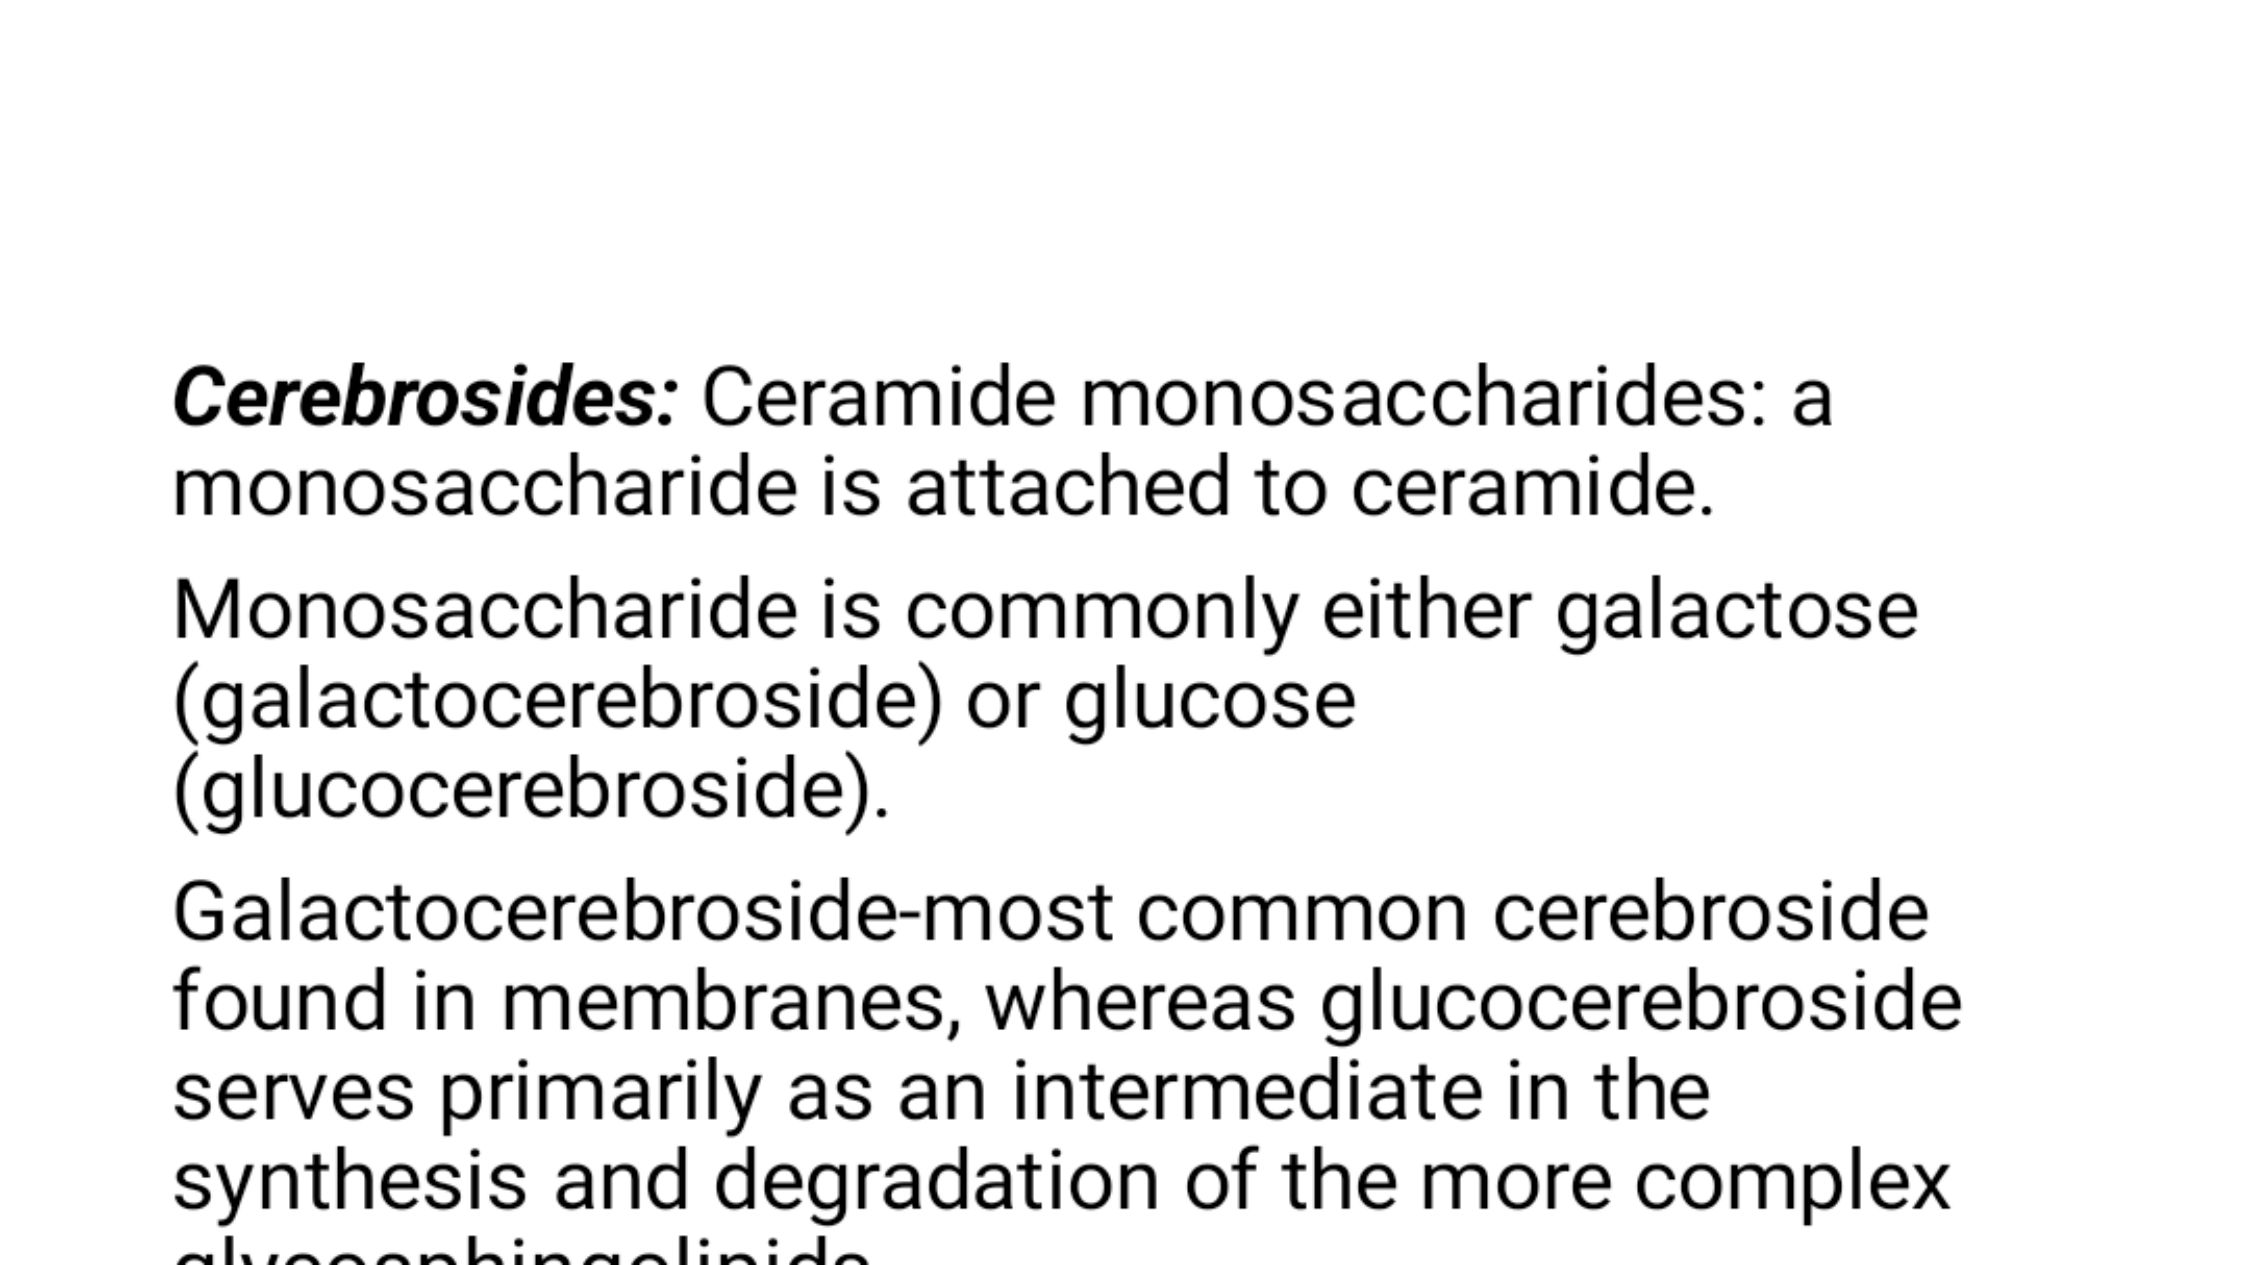 Cerebrosides: Ceramide monosaccharides: a
monosaccharide is attached to ceramide.
Monosaccharide is commonly either galactose
(galactocerebroside) or glucose
(glucocerebroside).
Galactocerebroside-most common cerebroside
found in membranes, whereas glucocerebroside
serves primarily as an intermediate in the
synthesis and degradation of the more complex
glycosphingolipids